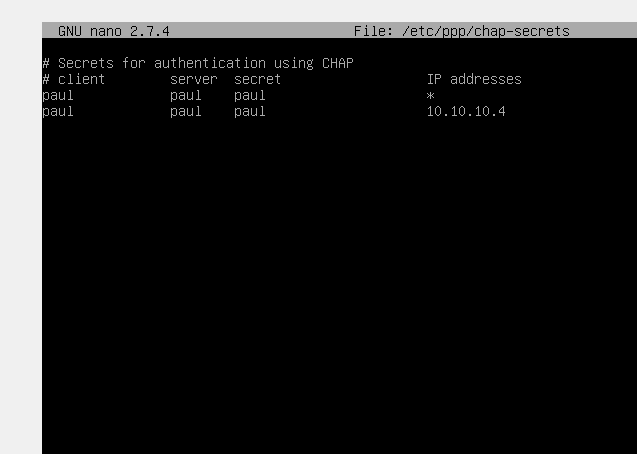 GNU nano 2.7.4 File: /etc/ppp/chap-secrets
# Secrets for authentication using CHAP
# client server secret IP addresses
paul paul paul *
paul paul paul 10.10.10.4